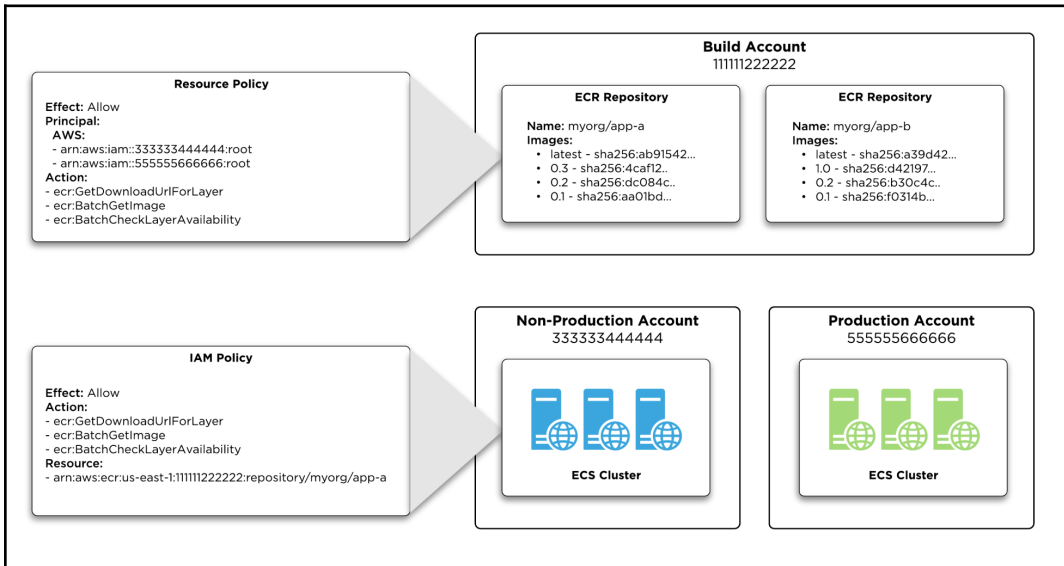 Build Account
111111222222
Resource Policy
Effect: Allow
Principal:
AWS:
- arn:aws:iam::333333444444:root
- arn:aws:iam::555555666666:root
Action:
- ecr:GetDownloadUrlForLayer
- ecr:BatchGetImage
- ecr:BatchCheckLayerAvailability
ECR Repository
Name: myorg/app-a
Images:
• latest - sha256:ab91542...
• 0.3 - sha256:4caf12..
• 0.2 - sha256:dc084c..
• 0.1 - sha256:aa01bd...
ECR Repository
Name: myorg/app-b
Images:
• latest - sha256:a39d42...
• 1.0 - sha256:d42197...
• 0.2 - sha256:b30c4c..
• 0.1 - sha256:f0314b...
IAM Policy
Effect: Allow
Action:
- ecr:GetDownloadUrlForLayer
- ecr:BatchGetImage
- ecr:BatchCheckLayerAvailability
Resource:
- arn:aws:ecr:us-east-1:111111222222:repository/myorg/app-a
Non-Production Account
333333444444
ECS Cluster
Production Account
555555666666
ECS Cluster